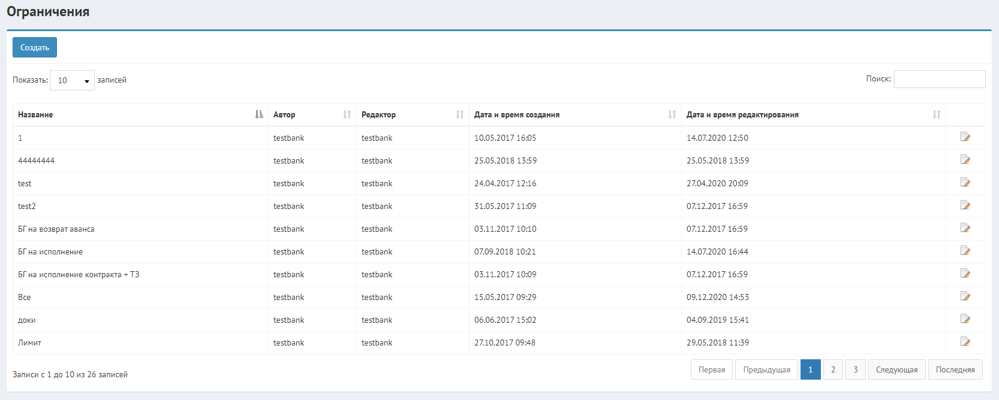 Ограничения
Создать
Показать: 10 записей Поиск:
Название Автор Редактор Дата и время создания Дата и время редактирования
1 testbank testbank 10.05.2017 16:05 14.07.2020 12:50
44444444 testbank testbank 25.05.2018 13:59 25.05.2018 13:59
test testbank testbank 24.04.2017 12:16 27.04.2020 20:09
test2 testbank testbank 31.05.2017 11:09 07.12.2017 16:59
БГ на возврат аванса testbank testbank 03.11.2017 10:10 07.12.2017 16:59
БГ на исполнение testbank testbank 07.09.2018 10:21 14.07.2020 16:44
БГ на исполнение контракта + ТЗ testbank testbank 03.11.2017 10:09 07.12.2017 16:59
Все testbank testbank 15.05.2017 09:29 09.12.2020 14:53
доки testbank testbank 06.06.2017 15:02 04.09.2019 15:41
Лимит testbank testbank 27.10.2017 09:48 29.05.2018 11:39
Записи с 1 до 10 из 26 записей Первая Предыдущая 1 2 3 Следующая Последняя